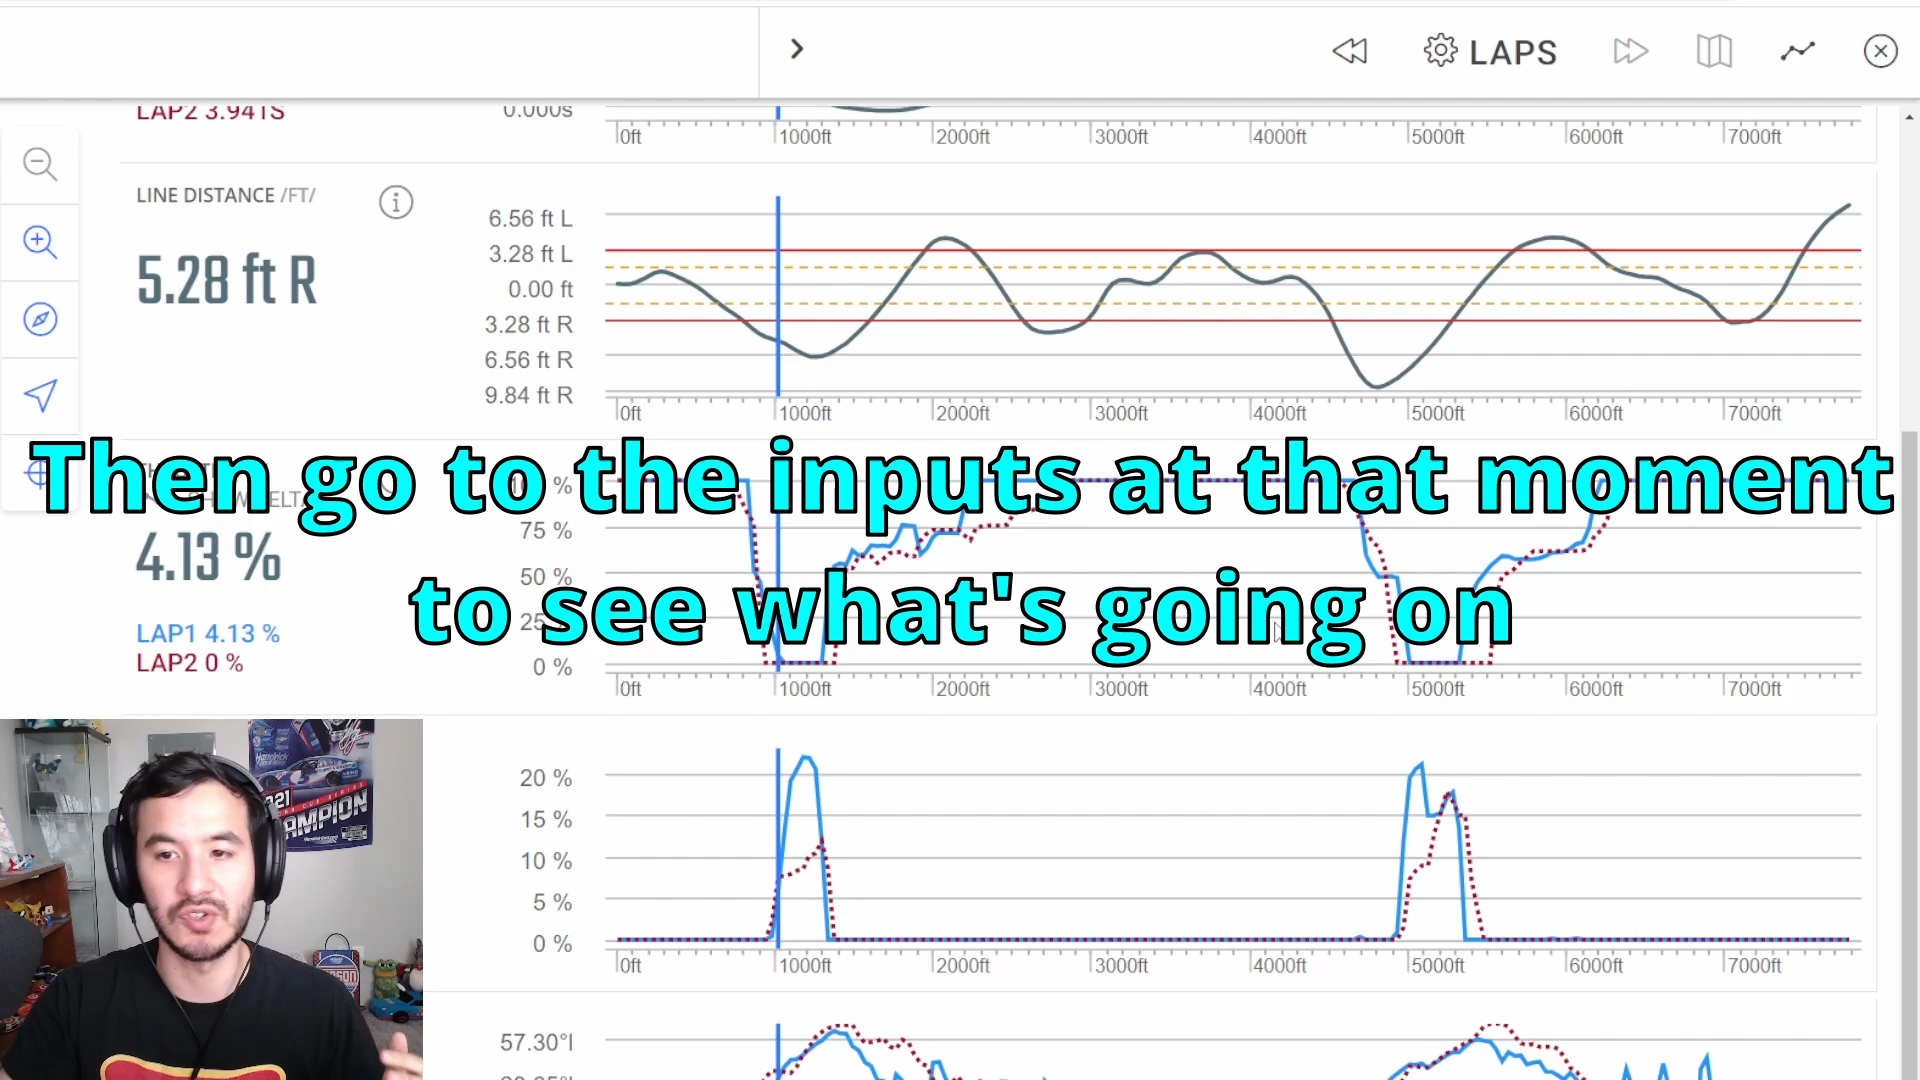 LAPS
LAP2 3.941S
0.000s
0ft 1000ft 2000ft 3000ft 4000ft 5000ft 6000ft 7000ft
LINE DISTANCE /FT/
5.28 ft R
6.56 ft L
3.28 ft L
0.00 ft
3.28 ft R
6.56 ft R
9.84 ft R
0ft 1000ft 2000ft 3000ft 4000ft 5000ft 6000ft 7000ft
Then go to the inputs at that moment
to see what's going on
4.13 %
LAP1 4.13 %
LAP2 0 %
75 %
50 %
25
0 %
0ft 1000ft 2000ft 3000ft 4000ft 5000ft 6000ft 7000ft
20 %
15 %
10 %
5 %
0 %
0ft 1000ft 2000ft 3000ft 4000ft 5000ft 6000ft 7000ft
57.30°l
Hendrick